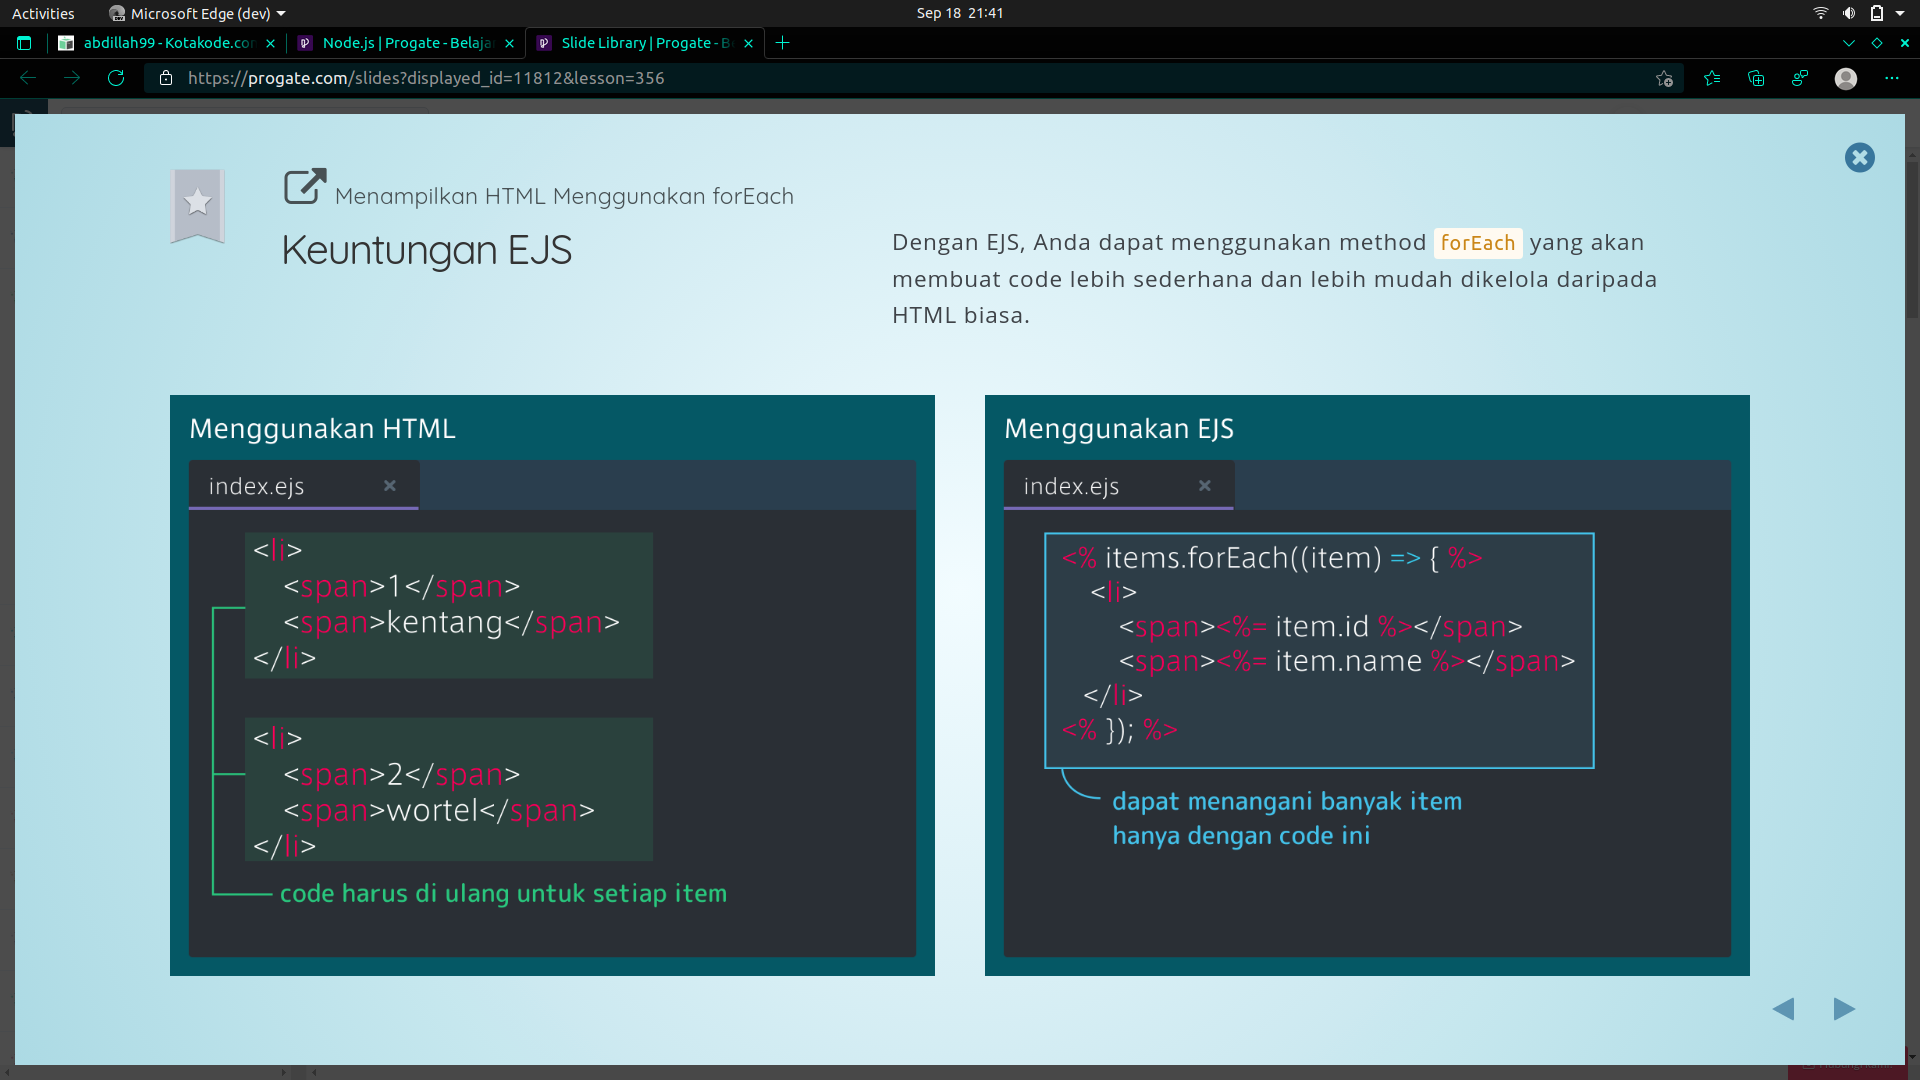 Activities
Microsoft Edge (dev)
Sep 18 21:41
abdillah99 - Kotakode.con
Node.js | Progate - Belaja
Slide Library | Progate - B
https://progate.com/slides?displayed_id=11812&lesson=356
Menampilkan HTML Menggunakan forEach
Keuntungan EJS
Dengan EJS, Anda dapat menggunakan method forEach yang akan
membuat code lebih sederhana dan lebih mudah dikelola daripada
HTML biasa.
Menggunakan HTML
index.ejs
<li>
<span>1</span>
<span>kentang</span>
</li>
<li>
<span>2</span>
<span>wortel</span>
</li>
code harus di ulang untuk setiap item
Menggunakan EJS
index.ejs
<% items.forEach((item) => { %>
<li>
<span><%= item.id %></span>
<span><%= item.name %></span>
</li>
<% }); %>
dapat menangani banyak item
hanya dengan code ini